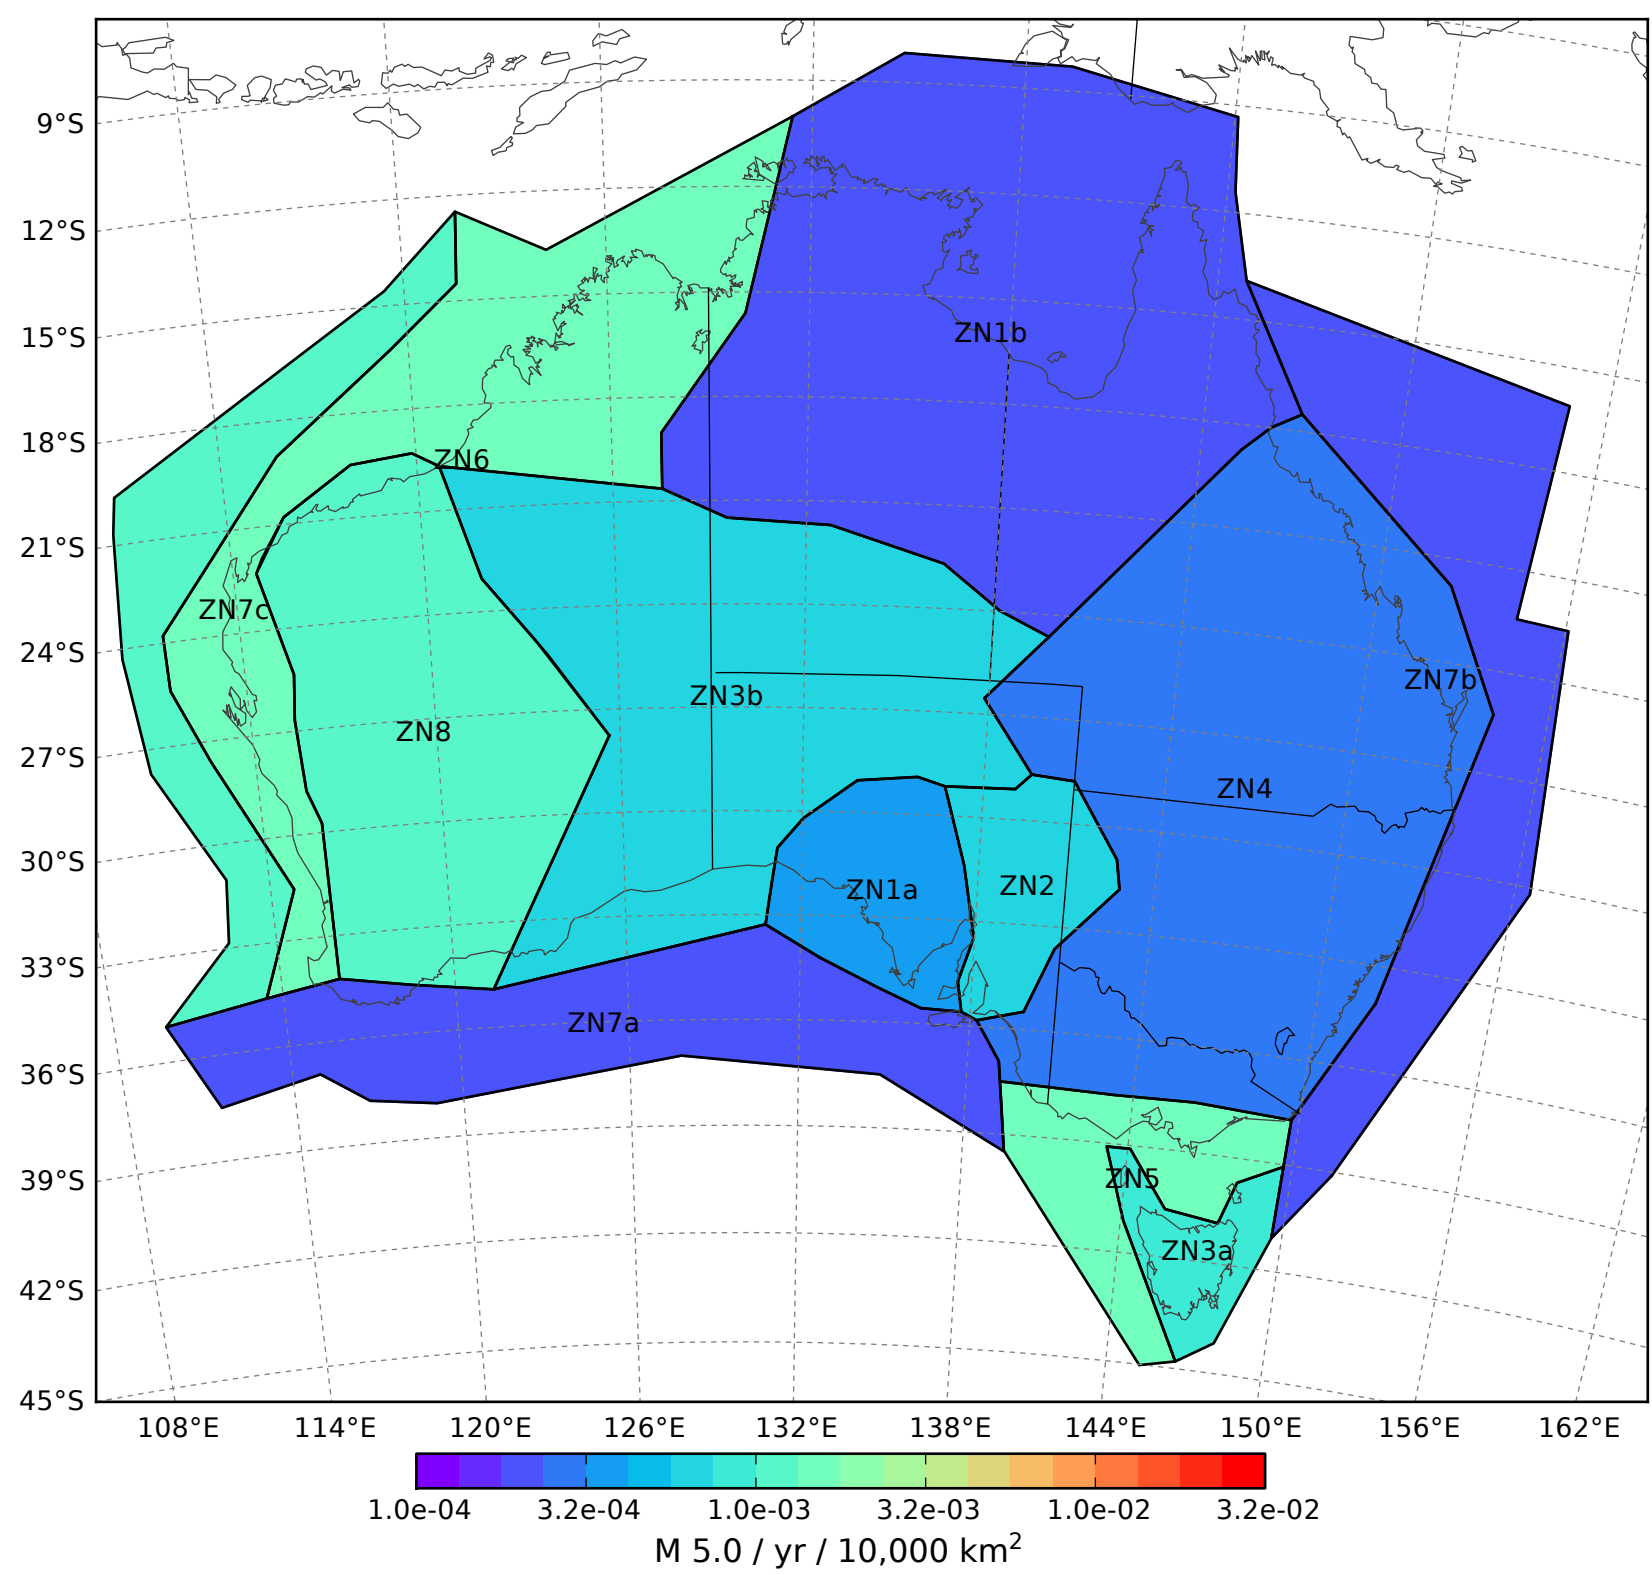 9°S
12°S
15°S
18°S
21°S
24°S
27°S
30°S
33°S
36°S
39°S
42°S
45°S
ZN1b
ZN6
ZN7c
ZN7b
ZN3b
ZN8
ZN4
ZN1a
ZN2
ZN7a
ZN5
ZN3a
108°E 114°E 120°E 126°E 132°E 138°E 144°E 150°E 156°E 162°E
1.0e-04 3.2e-04 1.0e-03 3.2e-03 1.0e-02 3.2e-02
M 5.0 / yr / 10,000 km²